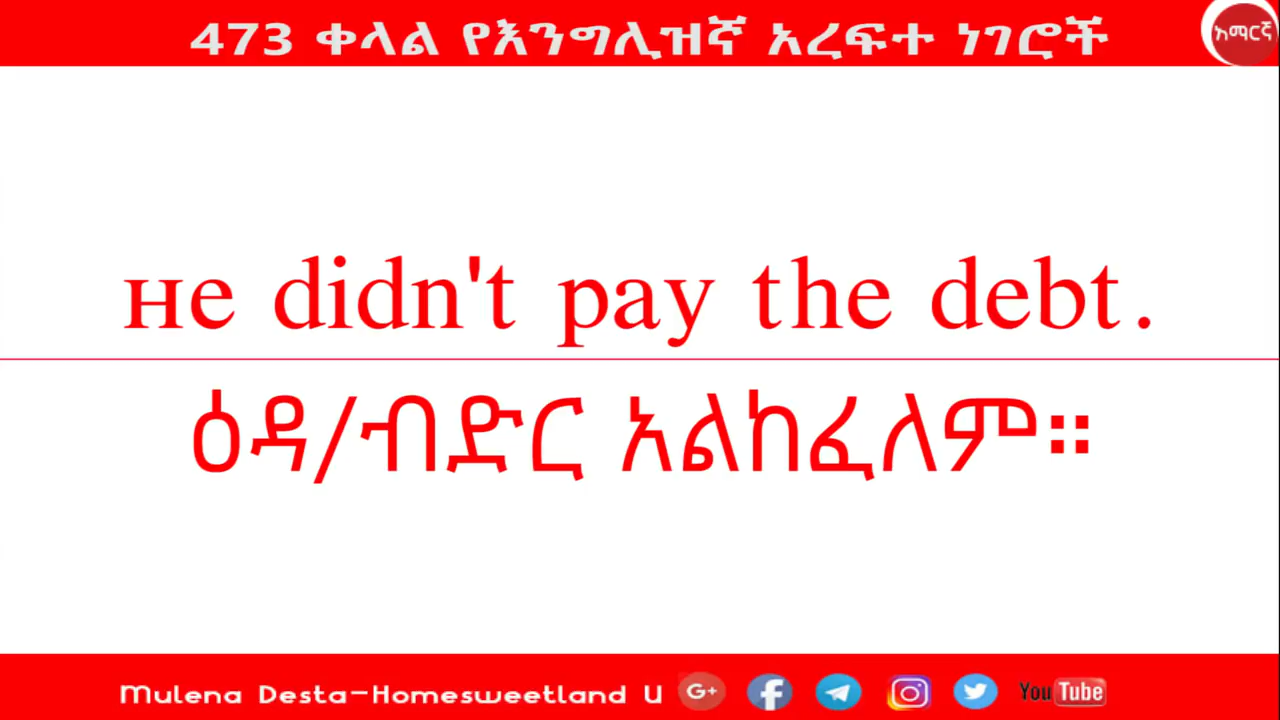 473 ቀላል የእንግሊዝኛ አረፍተ ነገሮች
አማርኛ
He didn't pay the debt.
ዕዳ/ብድር አልከፈለም።
Mulena Desta-Homesweetland U
G+ f You Tube